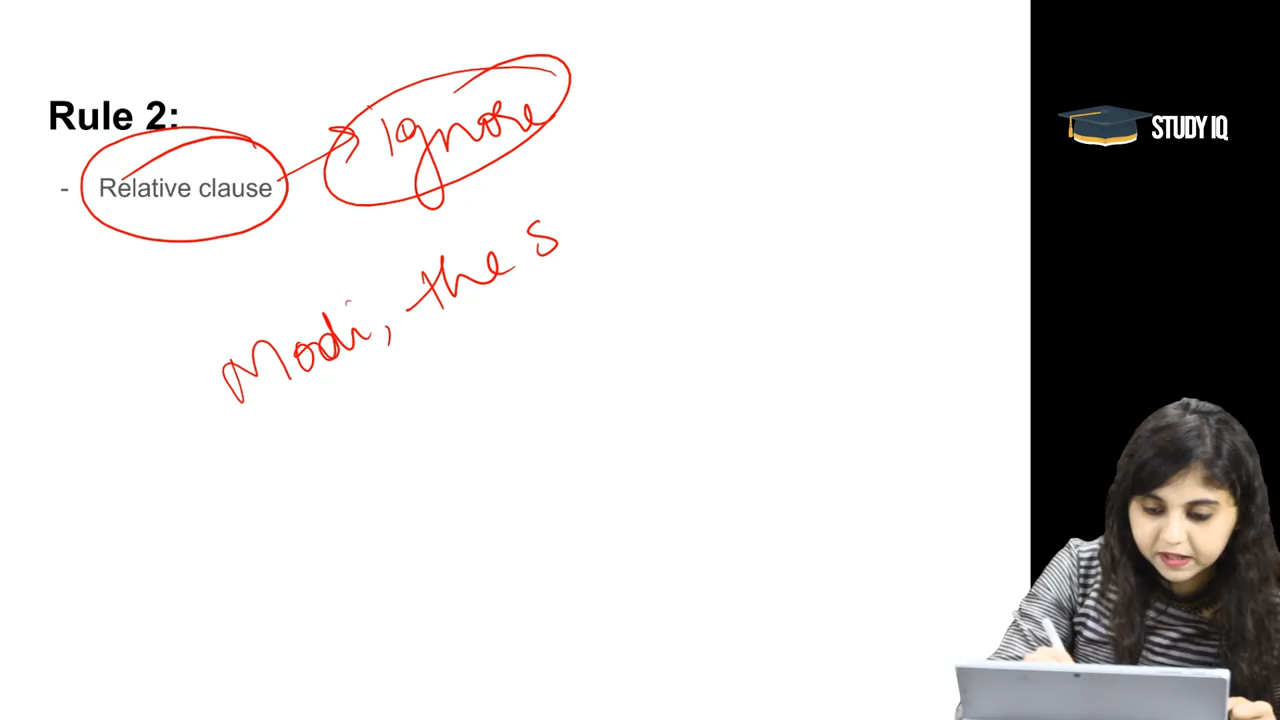 Rule 2:
- Relative clause
Ignore
Modi, the s
STUDY IQ